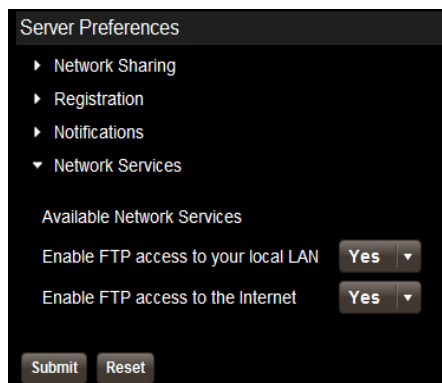 Server Preferences
Network Sharing
Registration
Notifications
Network Services
Available Network Services
Enable FTP access to your local LAN Yes
Enable FTP access to the Internet Yes
Submit Reset